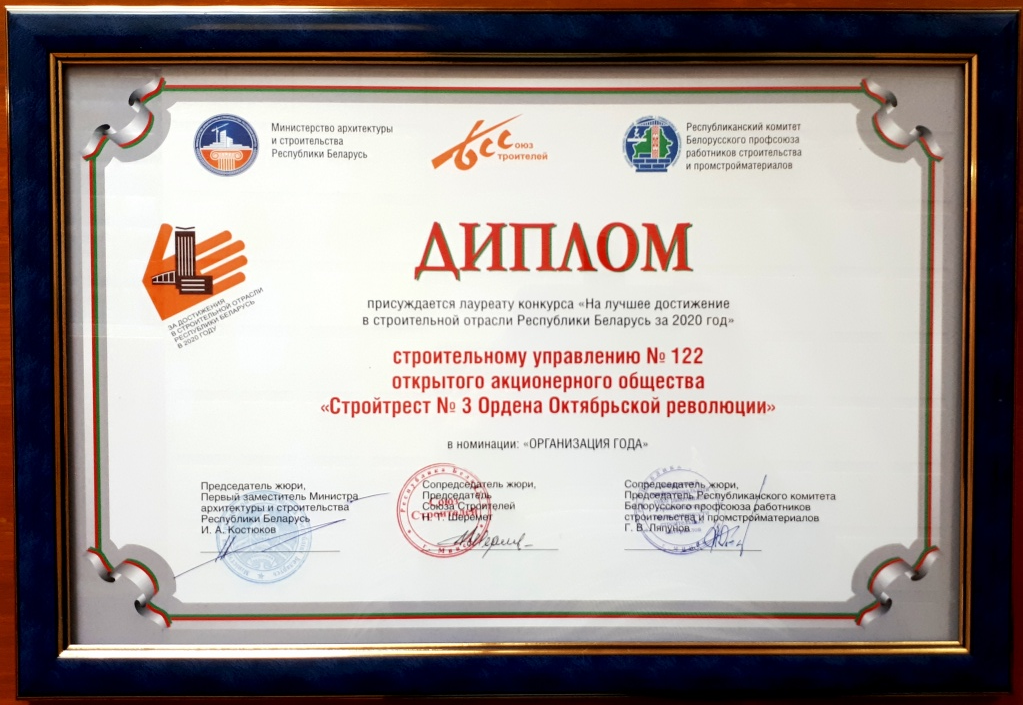 Министерство архитектуры
и строительства
Республики Беларусь
бсс
оюз
троителей
Республиканский комитет
Белорусского профсоюза
работников строительства
и промстройматериалов
ЗА ДОСТИЖЕНИЯ
В СТРОИТЕЛЬНОЙ ОТРАСЛИ
РЕСПУБЛИКИ БЕЛАРУСЬ
В 2020 ГОДУ
ДИПЛОМ
присуждается лауреату конкурса «На лучшее достижение
в строительной отрасли Республики Беларусь за 2020 год»
строительному управлению № 122
открытого акционерного общества
«Стройтрест № 3 Ордена Октябрьской революции»
в номинации: «ОРГАНИЗАЦИЯ ГОДА»
Председатель жюри,
Первый заместитель Министра
архитектуры и строительства
Республики Беларусь
И. А. Костюков
Сопредседатель жюри,
Председатель
Союза Строителей
Н. Т. Шеремет
Союз
Строителей
Сопредседатель жюри,
Председатель Республиканского комитета
Белорусского профсоюза работников
строительства и промстройматериалов
Г. В. Ляпунов